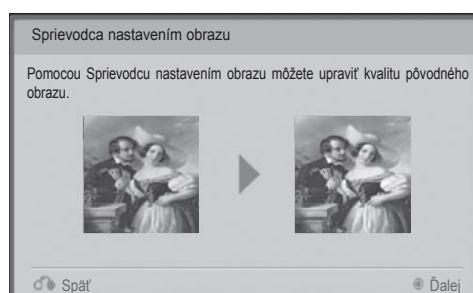 Sprievodca nastavením obrazu
Pomocou Sprievodcu nastavením obrazu môžete upraviť kvalitu pôvodného
obrazu.
Späť
Ďalej